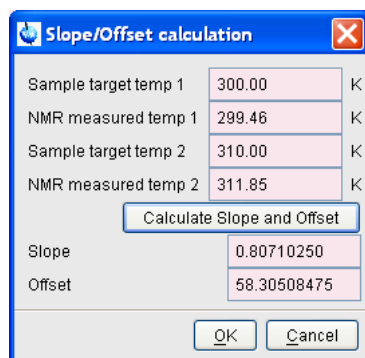 Slope/Offset calculation
Sample target temp 1 300.00 K
NMR measured temp 1 299.46 K
Sample target temp 2 310.00 K
NMR measured temp 2 311.85 K
Calculate Slope and Offset
Slope 0.80710250
Offset 58.30508475
OK Cancel